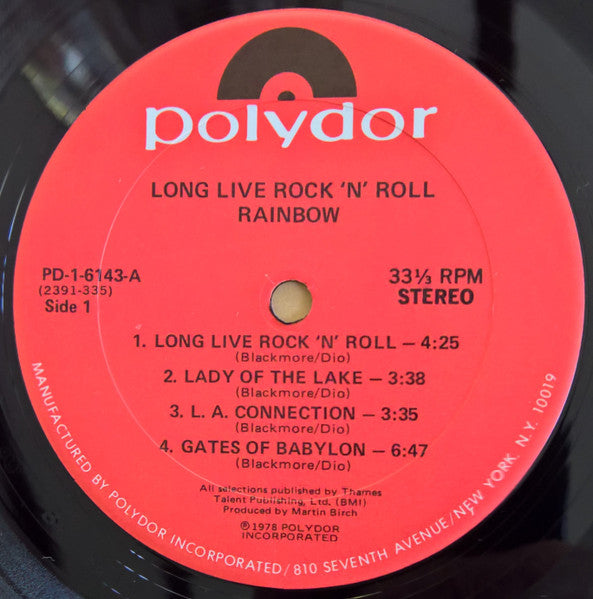 polydor
LONG LIVE ROCK 'N' ROLL
RAINBOW
PD-1-6143-A
(2391-335)
Side 1
33⅓ RPM
STEREO
1. LONG LIVE ROCK 'N' ROLL – 4:25
(Blackmore/Dio)
2. LADY OF THE LAKE – 3:38
(Blackmore/Dio)
3. L. A. CONNECTION – 3:35
(Blackmore/Dio)
4. GATES OF BABYLON – 6:47
(Blackmore/Dio)
All selections published by Thames
Talent Publishing, Ltd. (BMI)
Produced by Martin Birch
℗1978 POLYDOR
INCORPORATED
MANUFACTURED BY POLYDOR INCORPORATED/810 SEVENTH AVENUE/NEW YORK. N.Y. 10019